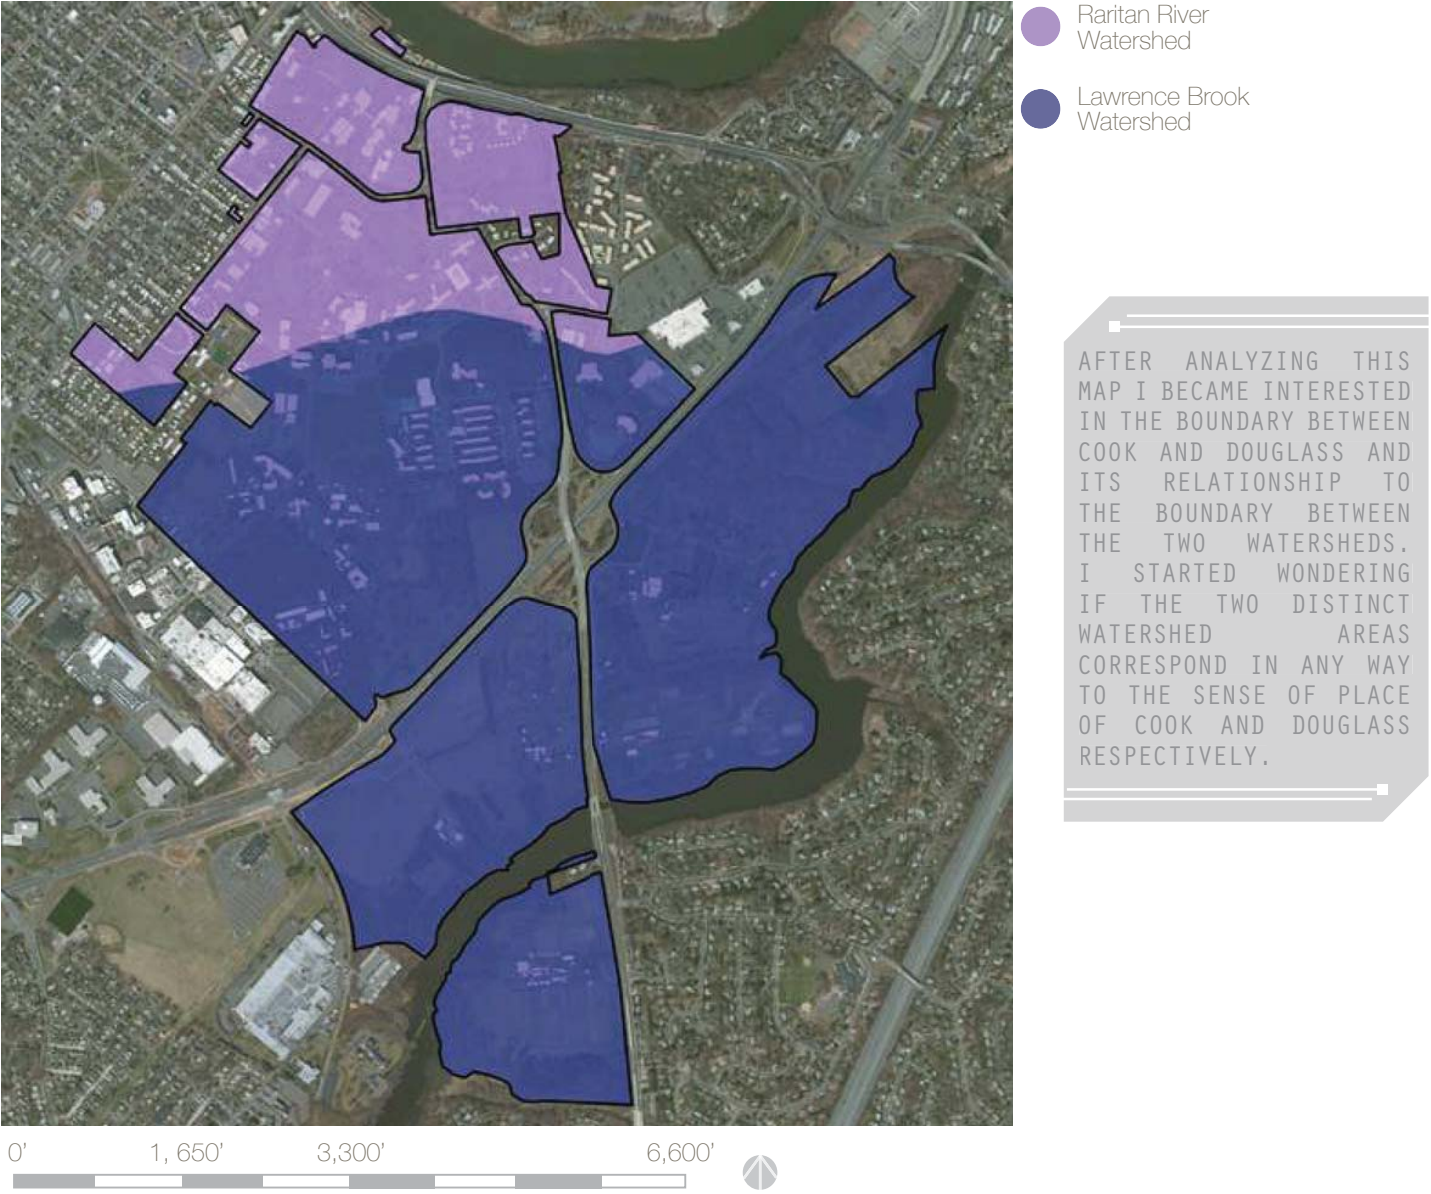 Raritan River
Watershed
Lawrence Brook
Watershed
AFTER ANALYZING THIS
MAP I BECAME INTERESTED
IN THE BOUNDARY BETWEEN
COOK AND DOUGLASS AND
ITS RELATIONSHIP TO
THE BOUNDARY BETWEEN
THE TWO WATERSHEDS.
I STARTED WONDERING
IF THE TWO DISTINCT
WATERSHED AREAS
CORRESPOND IN ANY WAY
TO THE SENSE OF PLACE
OF COOK AND DOUGLASS
RESPECTIVELY.
0' 1, 650' 3,300' 6,600'